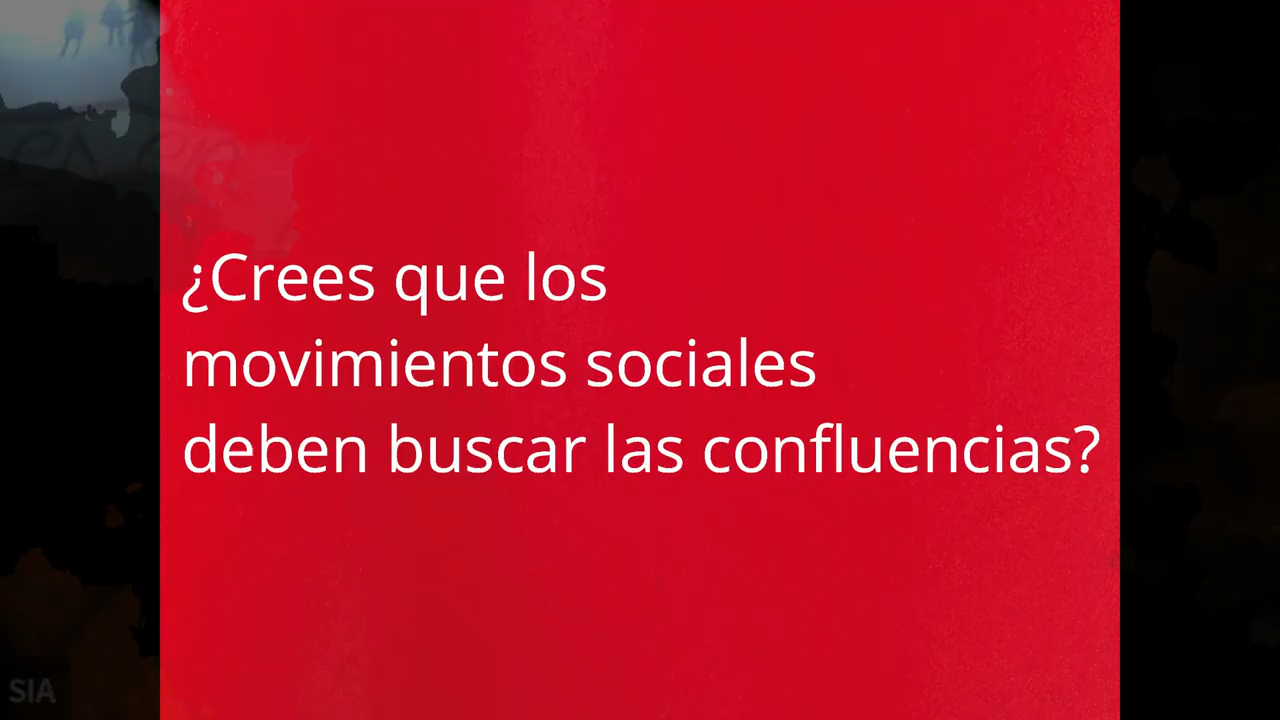 ¿Crees que los
movimientos sociales
deben buscar las confluencias?
SIA